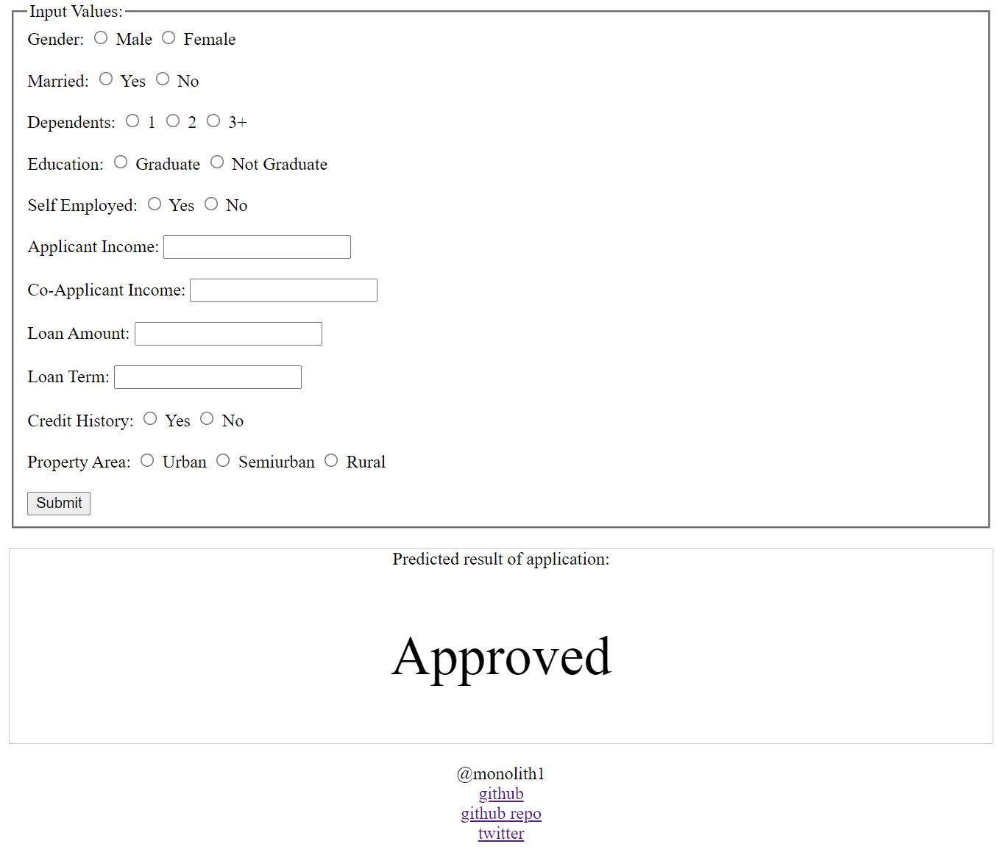 Input Values:
Gender: Male Female
Married: Yes No
Dependents: 1 2 3+
Education: Graduate Not Graduate
Self Employed: Yes No
Applicant Income:
Co-Applicant Income:
Loan Amount:
Loan Term:
Credit History: Yes No
Property Area: Urban Semiurban Rural
Submit
Predicted result of application:
Approved
@monolith1
github
github repo
twitter